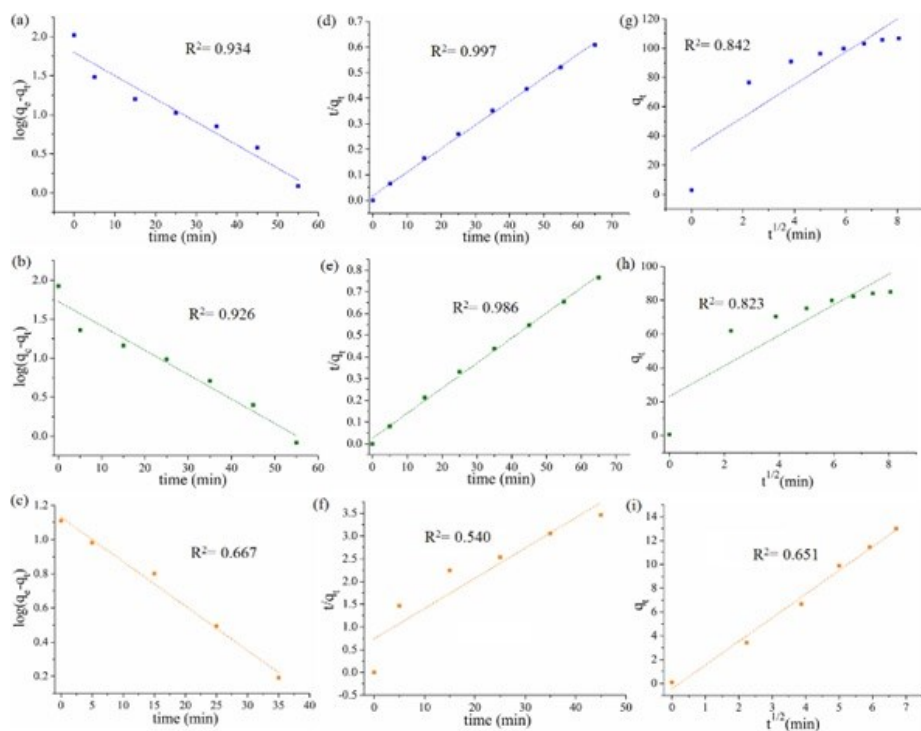 (a)
R²= 0.934
log(qₑ-qₜ)
2.0
1.5
1.0
0.5
0.0
0 10 20 30 40 50 60
time (min)
(d)
R²= 0.997
t/qₜ
0.6
0.5
0.4
0.3
0.2
0.1
0.0
0 10 20 30 40 50 60 70
time (min)
(g)
R²= 0.842
qₜ
120
100
80
60
40
20
0
0 2 4 6 8
t^1/2(min)
(b)
R²= 0.926
log(qₑ-qₜ)
2.0
1.5
1.0
0.5
0.0
0 10 20 30 40 50 60
time (min)
(e)
R²= 0.986
t/qₜ
0.8
0.7
0.6
0.5
0.4
0.3
0.2
0.1
0.0
0 10 20 30 40 50 60 70
time (min)
(h)
R²= 0.823
qₜ
100
80
60
40
20
0
0 2 4 6 8
t^1/2(min)
(c)
R²= 0.667
log(qₑ-qₜ)
1.2
1.0
0.8
0.6
0.4
0.2
0 5 10 15 20 25 30 35 40
time (min)
(f)
R²= 0.540
t/qₜ
3.5
3.0
2.5
2.0
1.5
1.0
0.5
0.0
-0.5
0 10 20 30 40 50
time (min)
(i)
R²= 0.651
qₜ
14
12
10
8
6
4
2
0
0 1 2 3 4 5 6 7
t^1/2(min)